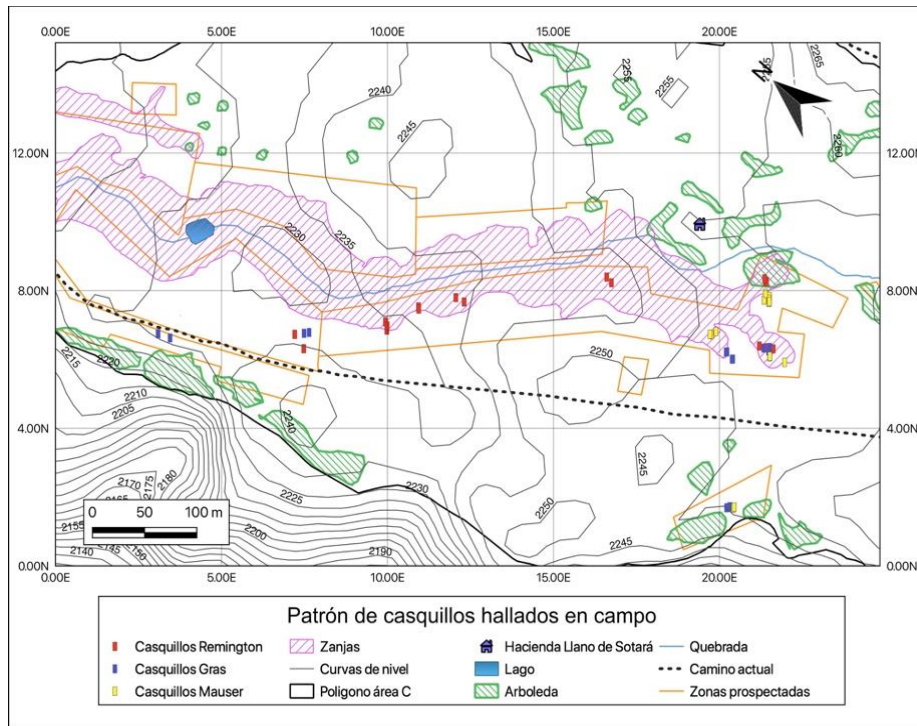 0.00E 5.00E 10.00E 15.00E 20.00E
2265
2240 2255 2265
2255
2245
12.00N 12.00N
2260
N
2230 2235
8.00N 8.00N
2250
2215 2220
2210
2205 2240
4.00N 4.00N
2245
2180
2175
2170
2230
2165 2225
2250
0 50 100 m
2155 2200
2245
2140 2145 2150 2190
0.00N 0.00N
0.00E 5.00E 10.00E 15.00E 20.00E
Patrón de casquillos hallados en campo
Casquillos Remington Zanjas Hacienda Llano de Sotará Quebrada
Casquillos Gras Curvas de nivel Lago Camino actual
Casquillos Mauser Poligono área C Arboleda Zonas prospectadas